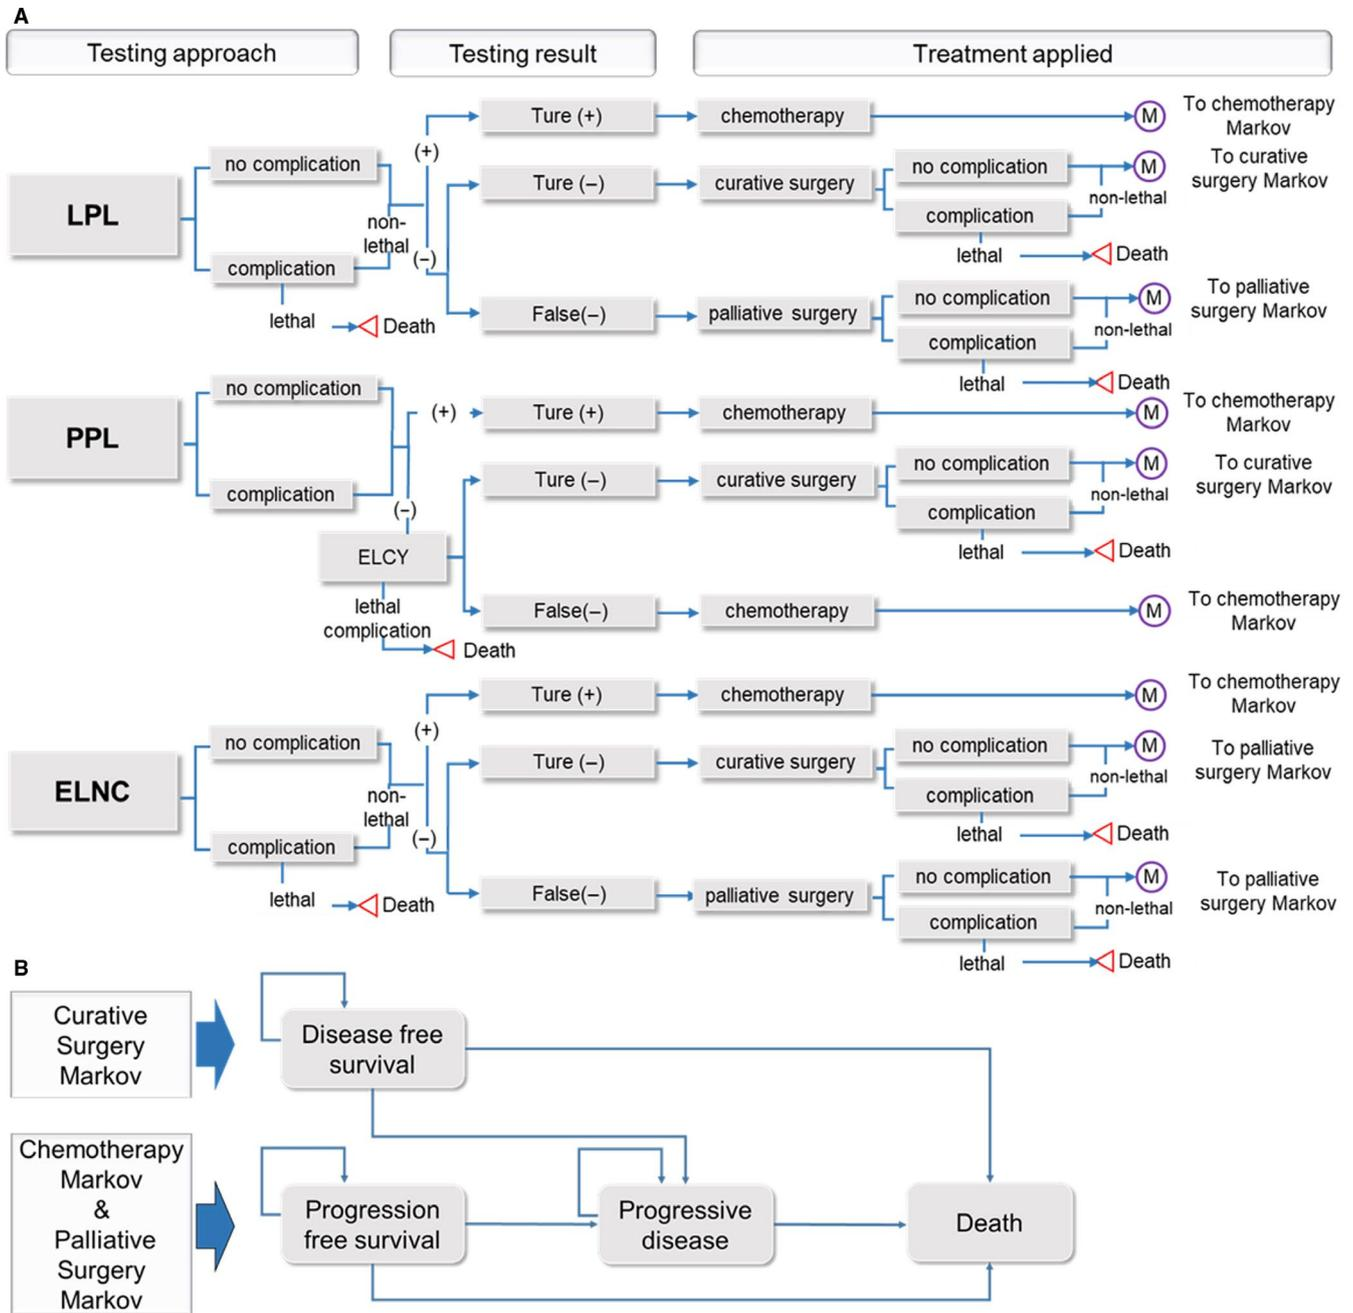 A
Testing approach
Testing result
Treatment applied
LPL
no complication
complication
non-
lethal
lethal
Death
(+)
(–)
Ture (+)
chemotherapy
M
To chemotherapy
Markov
Ture (–)
curative surgery
no complication
complication
non-lethal
M
To curative
surgery Markov
lethal
Death
False(–)
palliative surgery
no complication
complication
non-lethal
M
To palliative
surgery Markov
lethal
Death
PPL
no complication
complication
(+)
(–)
ELCY
lethal
complication
Death
Ture (+)
chemotherapy
M
To chemotherapy
Markov
Ture (–)
curative surgery
no complication
complication
non-lethal
M
To curative
surgery Markov
lethal
Death
False(–)
chemotherapy
M
To chemotherapy
Markov
ELNC
no complication
complication
non-
lethal
lethal
Death
(+)
(–)
Ture (+)
chemotherapy
M
To chemotherapy
Markov
Ture (–)
curative surgery
no complication
complication
non-lethal
M
To palliative
surgery Markov
lethal
Death
False(–)
palliative surgery
no complication
complication
non-lethal
M
To palliative
surgery Markov
lethal
Death
B
Curative
Surgery
Markov
Disease free
survival
Chemotherapy
Markov
&
Palliative
Surgery
Markov
Progression
free survival
Progressive
disease
Death